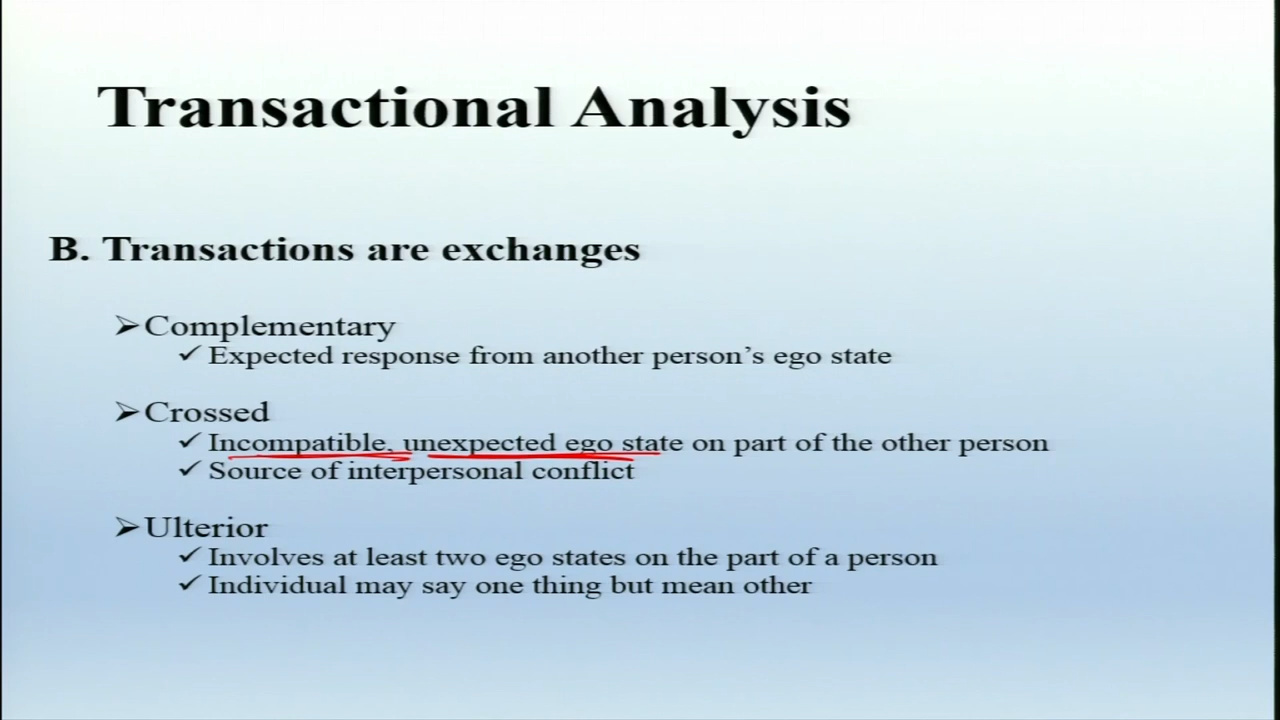 Transactional Analysis
B. Transactions are exchanges
➢Complementary
✓ Expected response from another person’s ego state
➢Crossed
✓ Incompatible, unexpected ego state on part of the other person
✓ Source of interpersonal conflict
➢Ulterior
✓ Involves at least two ego states on the part of a person
✓ Individual may say one thing but mean other